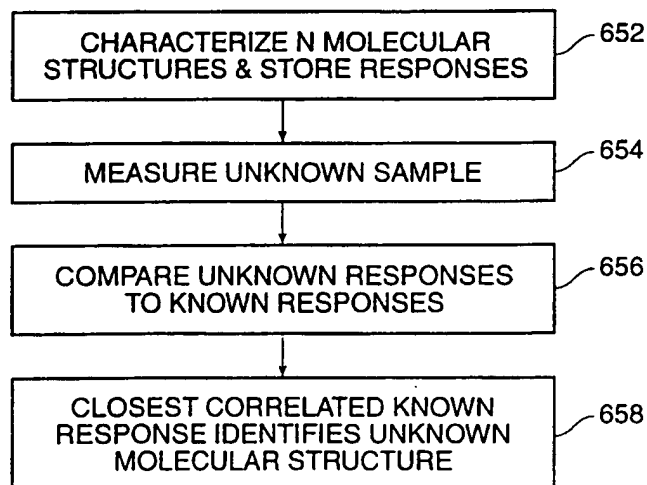 CHARACTERIZE N MOLECULAR
STRUCTURES & STORE RESPONSES
652
MEASURE UNKNOWN SAMPLE
654
COMPARE UNKNOWN RESPONSES
TO KNOWN RESPONSES
656
CLOSEST CORRELATED KNOWN
RESPONSE IDENTIFIES UNKNOWN
MOLECULAR STRUCTURE
658